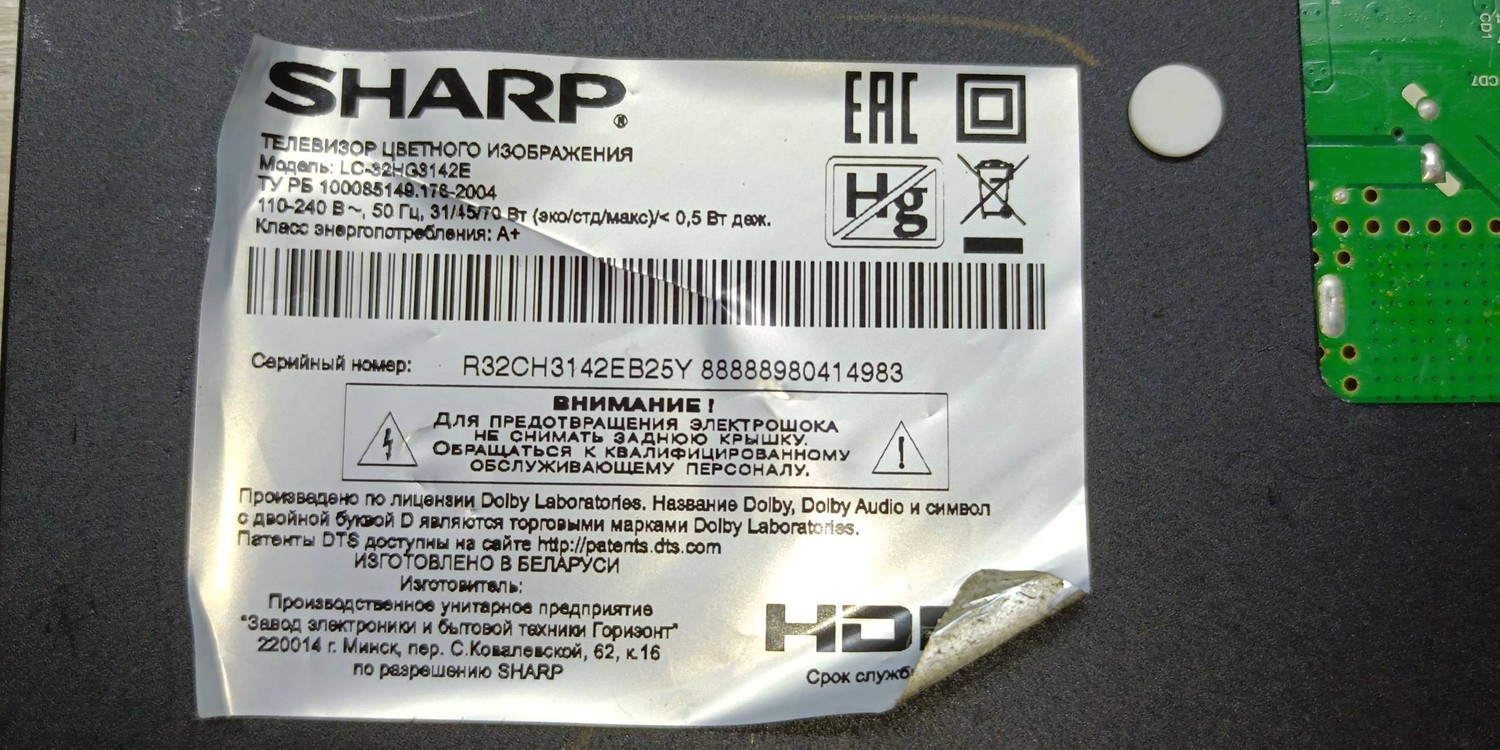 SHARP®
ТЕЛЕВИЗОР ЦВЕТНОГО ИЗОБРАЖЕНИЯ
Модель: LC-32HG3142E
ТУ РБ 100085149.178-2004
110-240 В ~, 50 Гц, 31/45/70 Вт (эко/стд/макс)/< 0,5 Вт деж.
Класс энергопотребления: А+
EAC
Hg
Серийный номер: R32CH3142EB25Y 88888980414983
ВНИМАНИЕ !
ДЛЯ ПРЕДОТВРАЩЕНИЯ ЭЛЕКТРОШОКА
НЕ СНИМАТЬ ЗАДНЮЮ КРЫШКУ.
ОБРАЩАТЬСЯ К КВАЛИФИЦИРОВАННОМУ
ОБСЛУЖИВАЮЩЕМУ ПЕРСОНАЛУ.
Произведено по лицензии Dolby Laboratories. Название Dolby, Dolby Audio и символ
с двойной буквой D являются торговыми марками Dolby Laboratories.
Патенты DTS доступны на сайте http://patents.dts.com
ИЗГОТОВЛЕНО В БЕЛАРУСИ
Изготовитель:
Производственное унитарное предприятие
"Завод электроники и бытовой техники Горизонт"
220014 г. Минск, пер. С.Ковалевской, 62, к.16
по разрешению SHARP
Срок
CD1
CD7